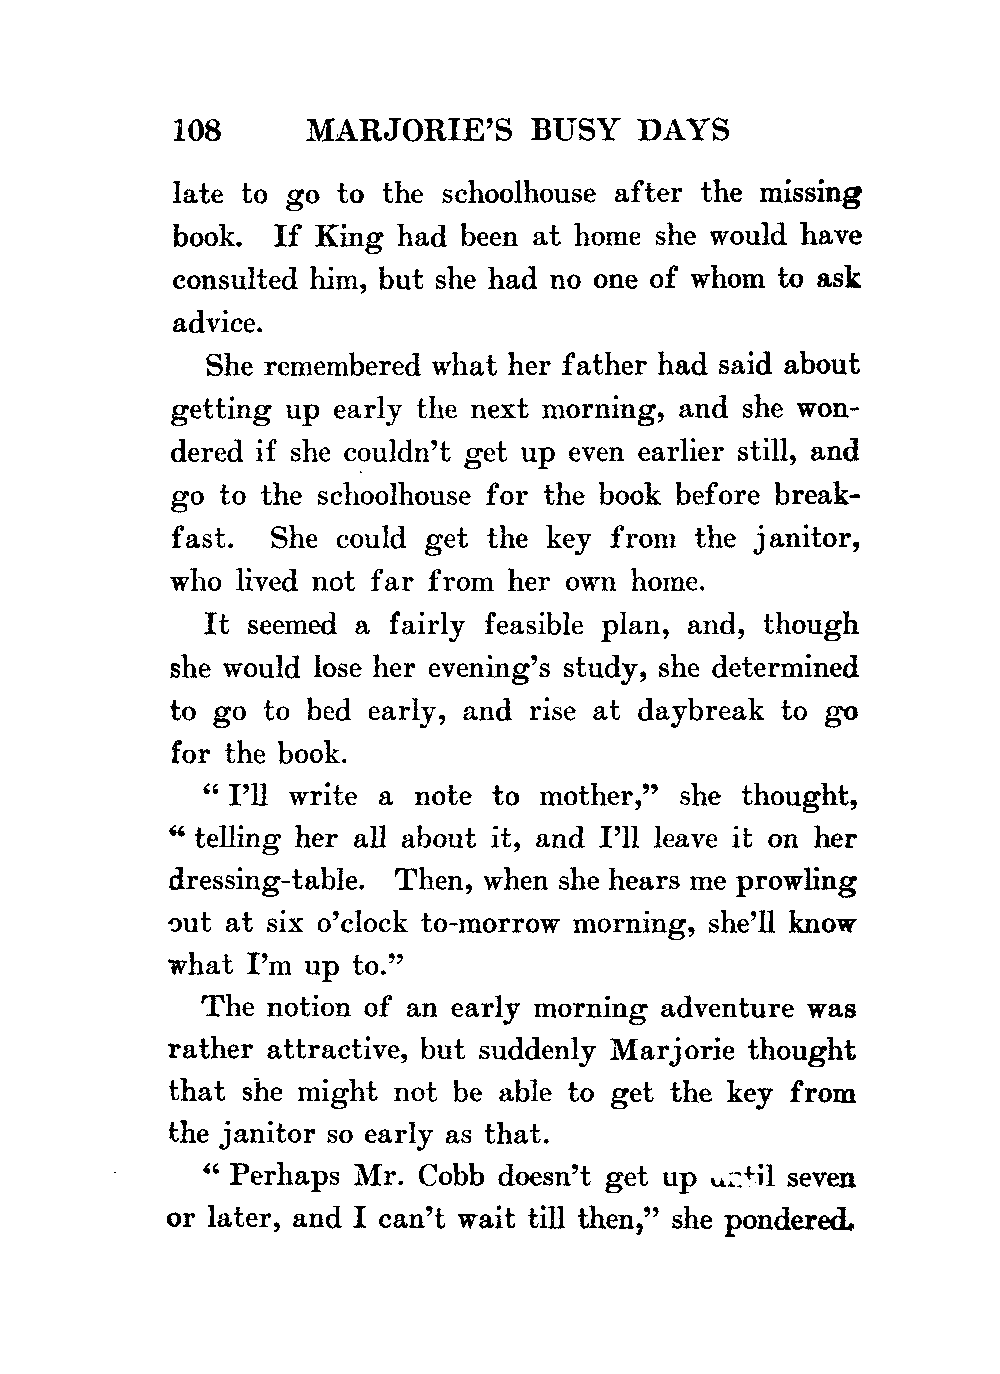 108 MARJORIE'S BUSY DAYS
late to go to the schoolhouse after the missing
book. If King had been at home she would have
consulted him, but she had no one of whom to ask
advice.
She remembered what her father had said about
getting up early the next morning, and she won-
dered if she couldn't get up even earlier still, and
go to the schoolhouse for the book before break-
fast. She could get the key from the janitor,
who lived not far from her own home.
It seemed a fairly feasible plan, and, though
she would lose her evening's study, she determined
to go to bed early, and rise at daybreak to go
for the book.
“ I'll write a note to mother,” she thought,
“ telling her all about it, and I'll leave it on her
dressing-table. Then, when she hears me prowling
out at six o'clock to-morrow morning, she'll know
what I'm up to.”
The notion of an early morning adventure was
rather attractive, but suddenly Marjorie thought
that she might not be able to get the key from
the janitor so early as that.
“ Perhaps Mr. Cobb doesn't get up until seven
or later, and I can't wait till then,” she pondered.